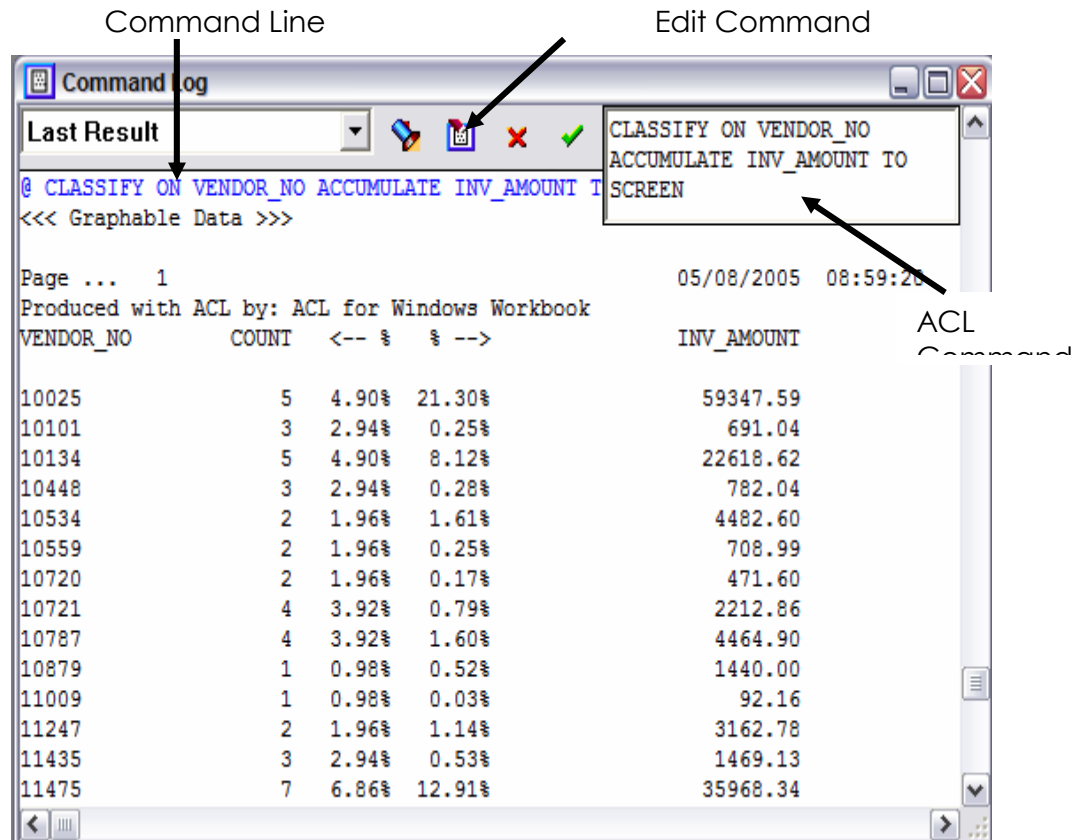 Command Line
Edit Command
Command Log
Last Result
CLASSIFY ON VENDOR_NO
ACCUMULATE INV_AMOUNT TO
SCREEN
@ CLASSIFY ON VENDOR_NO ACCUMULATE INV_AMOUNT T
<<< Graphable Data >>>
Page ... 1 05/08/2005 08:59:20
Produced with ACL by: ACL for Windows Workbook
ACL
Command
VENDOR_NO COUNT <-- % % --> INV_AMOUNT
10025 5 4.90% 21.30% 59347.59
10101 3 2.94% 0.25% 691.04
10134 5 4.90% 8.12% 22618.62
10448 3 2.94% 0.28% 782.04
10534 2 1.96% 1.61% 4482.60
10559 2 1.96% 0.25% 708.99
10720 2 1.96% 0.17% 471.60
10721 4 3.92% 0.79% 2212.86
10787 4 3.92% 1.60% 4464.90
10879 1 0.98% 0.52% 1440.00
11009 1 0.98% 0.03% 92.16
11247 2 1.96% 1.14% 3162.78
11435 3 2.94% 0.53% 1469.13
11475 7 6.86% 12.91% 35968.34